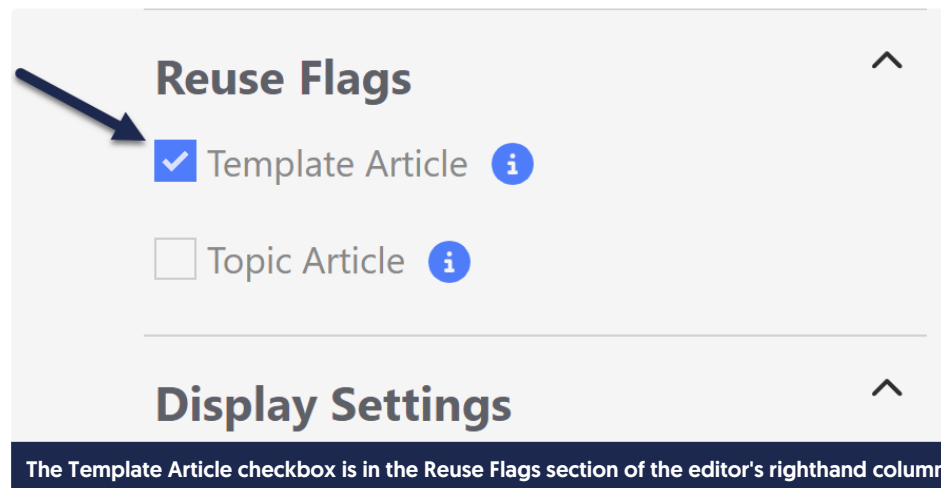 Reuse Flags
Template Article
Topic Article
Display Settings
The Template Article checkbox is in the Reuse Flags section of the editor's righthand column